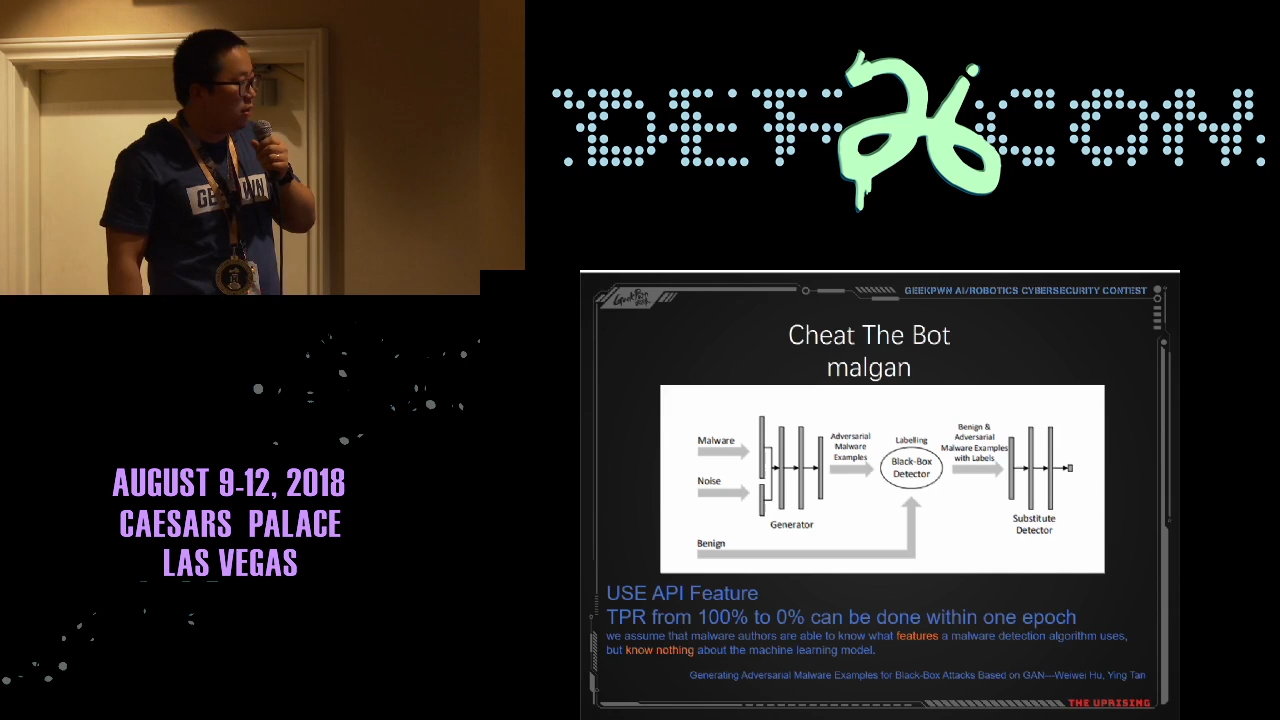 GEEKPWN
DEF CON
26
AUGUST 9-12, 2018
CAESARS PALACE
LAS VEGAS
GeekPwn
GEEKPWN AI/ROBOTICS CYBERSECURITY CONTEST
Cheat The Bot
malgan
Malware
Noise
Benign
Generator
Adversarial
Malware
Examples
Labelling
Black-Box
Detector
Benign &
Adversarial
Malware Examples
with Labels
Substitute
Detector
USE API Feature
TPR from 100% to 0% can be done within one epoch
we assume that malware authors are able to know what features a malware detection algorithm uses,
but know nothing about the machine learning model.
Generating Adversarial Malware Examples for Black-Box Attacks Based on GAN—Weiwei Hu, Ying Tan
THE UPRISING